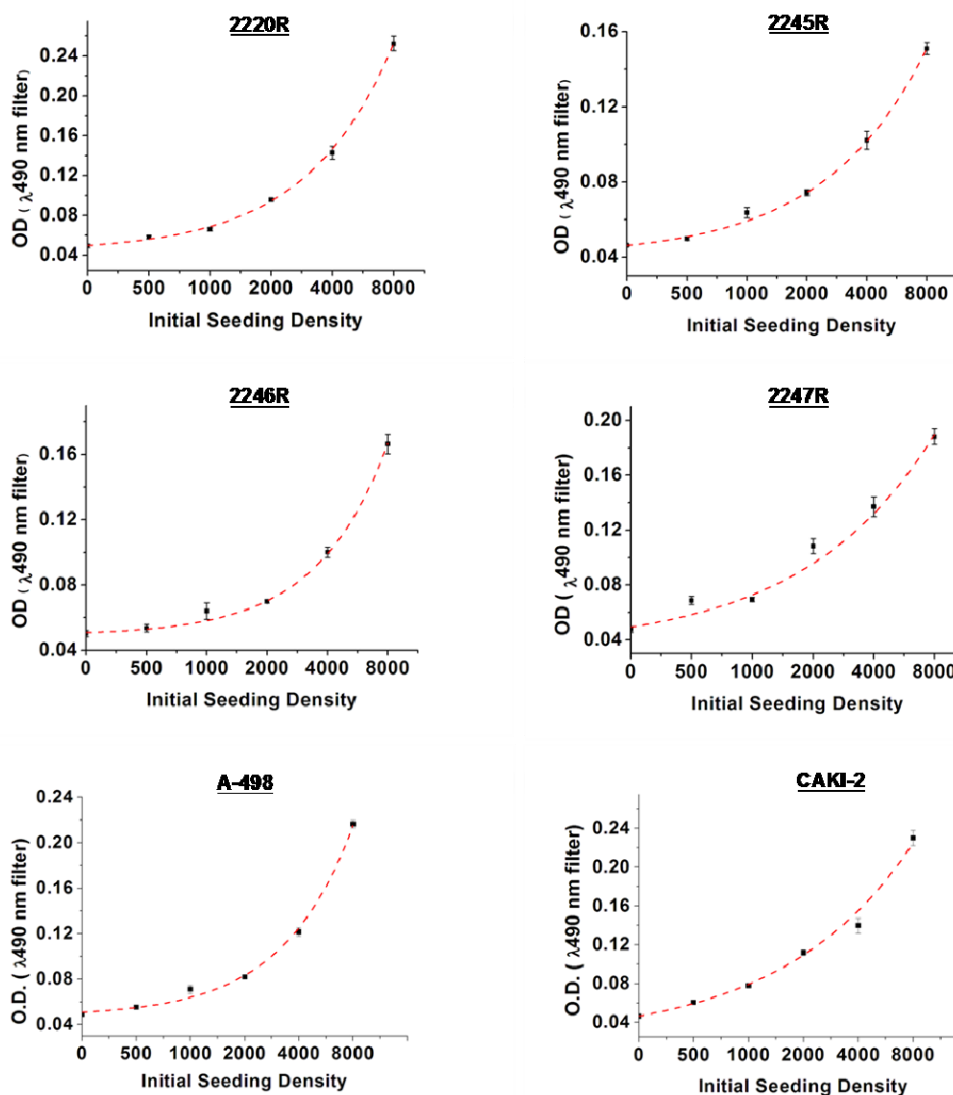 2220R
0.24
0.20
0.16
0.12
0.08
0.04
OD ( λ490 nm filter)
0 500 1000 2000 4000 8000
Initial Seeding Density
2245R
0.16
0.12
0.08
0.04
OD ( λ490 nm filter)
0 500 1000 2000 4000 8000
Initial Seeding Density
2246R
0.16
0.12
0.08
0.04
OD ( λ490 nm filter)
0 500 1000 2000 4000 8000
Initial Seeding Density
2247R
0.20
0.16
0.12
0.08
0.04
OD ( λ490 nm filter)
0 500 1000 2000 4000 8000
Initial Seeding Density
A-498
0.24
0.20
0.16
0.12
0.08
0.04
O.D. ( λ490 nm filter)
0 500 1000 2000 4000 8000
Initial Seeding Density
CAKI-2
0.24
0.20
0.16
0.12
0.08
0.04
O.D. ( λ490 nm filter)
0 500 1000 2000 4000 8000
Initial Seeding Density